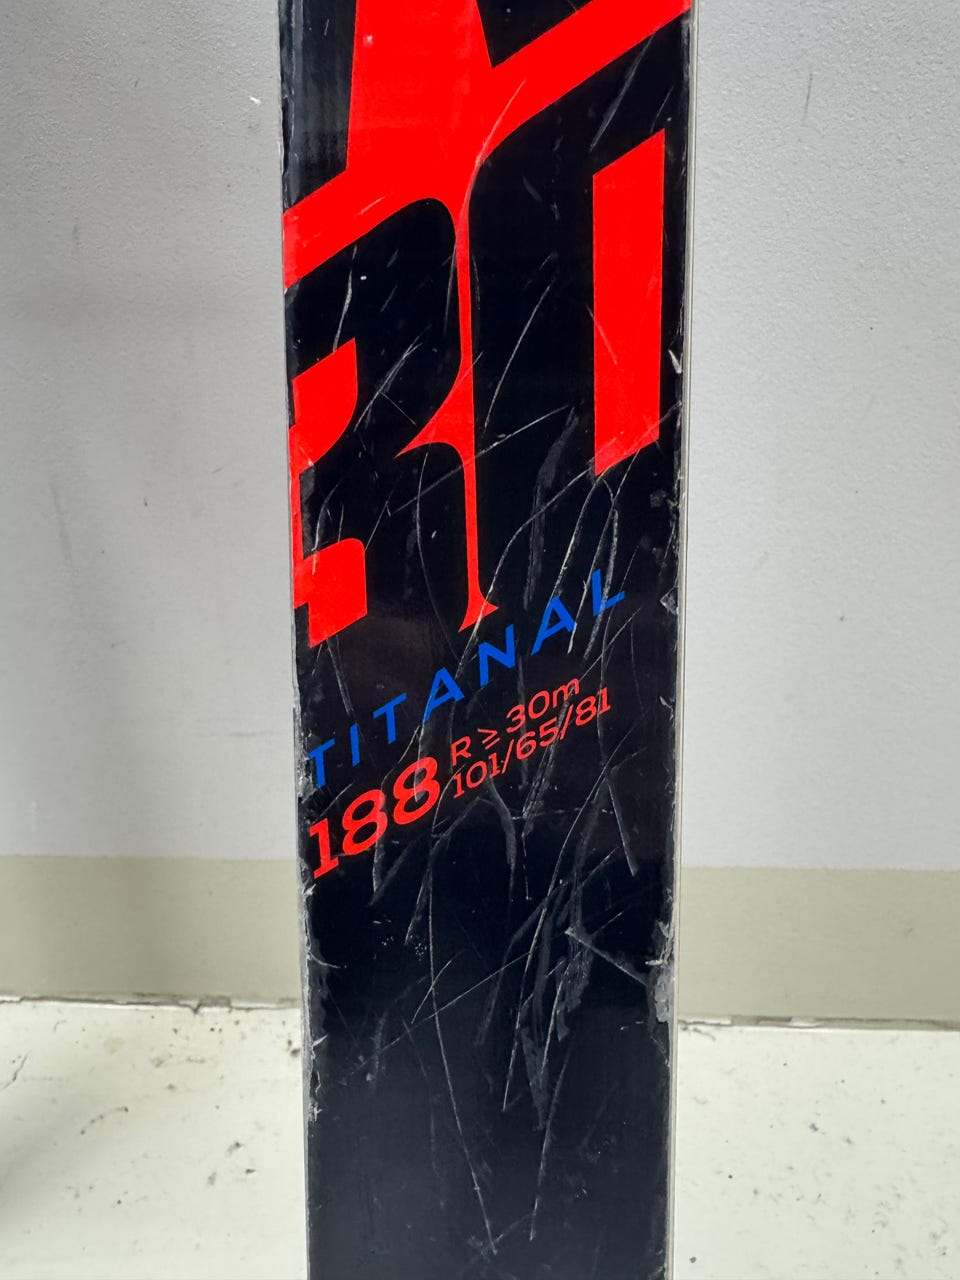 TITANAL
188
R ≥ 30m
101/65/81